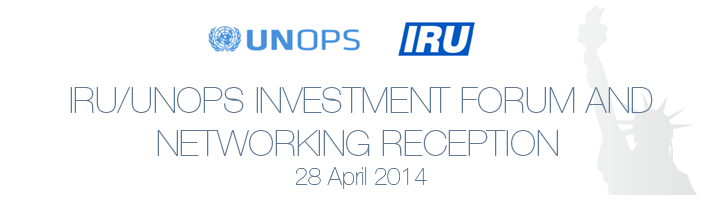 UNOPS IRU
IRU/UNOPS INVESTMENT FORUM AND
NETWORKING RECEPTION
28 April 2014